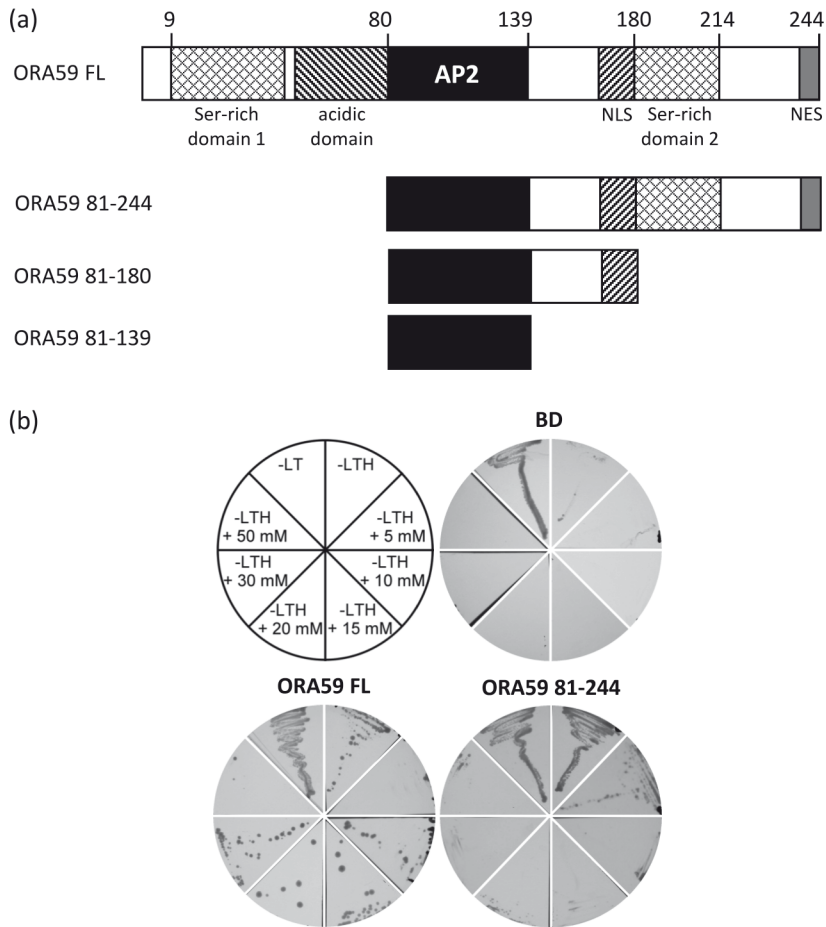 (a)
9 80 139 180 214 244
ORA59 FL
AP2
Ser-rich domain 1
acidic domain
NLS
Ser-rich domain 2
NES
ORA59 81-244
ORA59 81-180
ORA59 81-139
(b)
BD
-LT
-LTH
-LTH + 5 mM
-LTH + 10 mM
-LTH + 15 mM
-LTH + 20 mM
-LTH + 30 mM
-LTH + 50 mM
ORA59 FL
ORA59 81-244